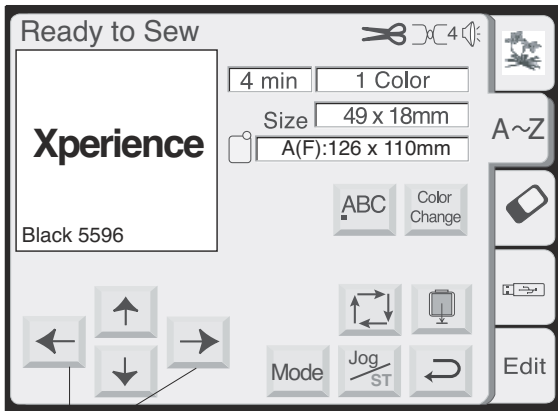 Ready to Sew
4
4 min
1 Color
Size
49 x 18mm
A(F):126 x 110mm
Xperience
Black 5596
ABC
Color
Change
Mode
Jog
ST
A~Z
Edit